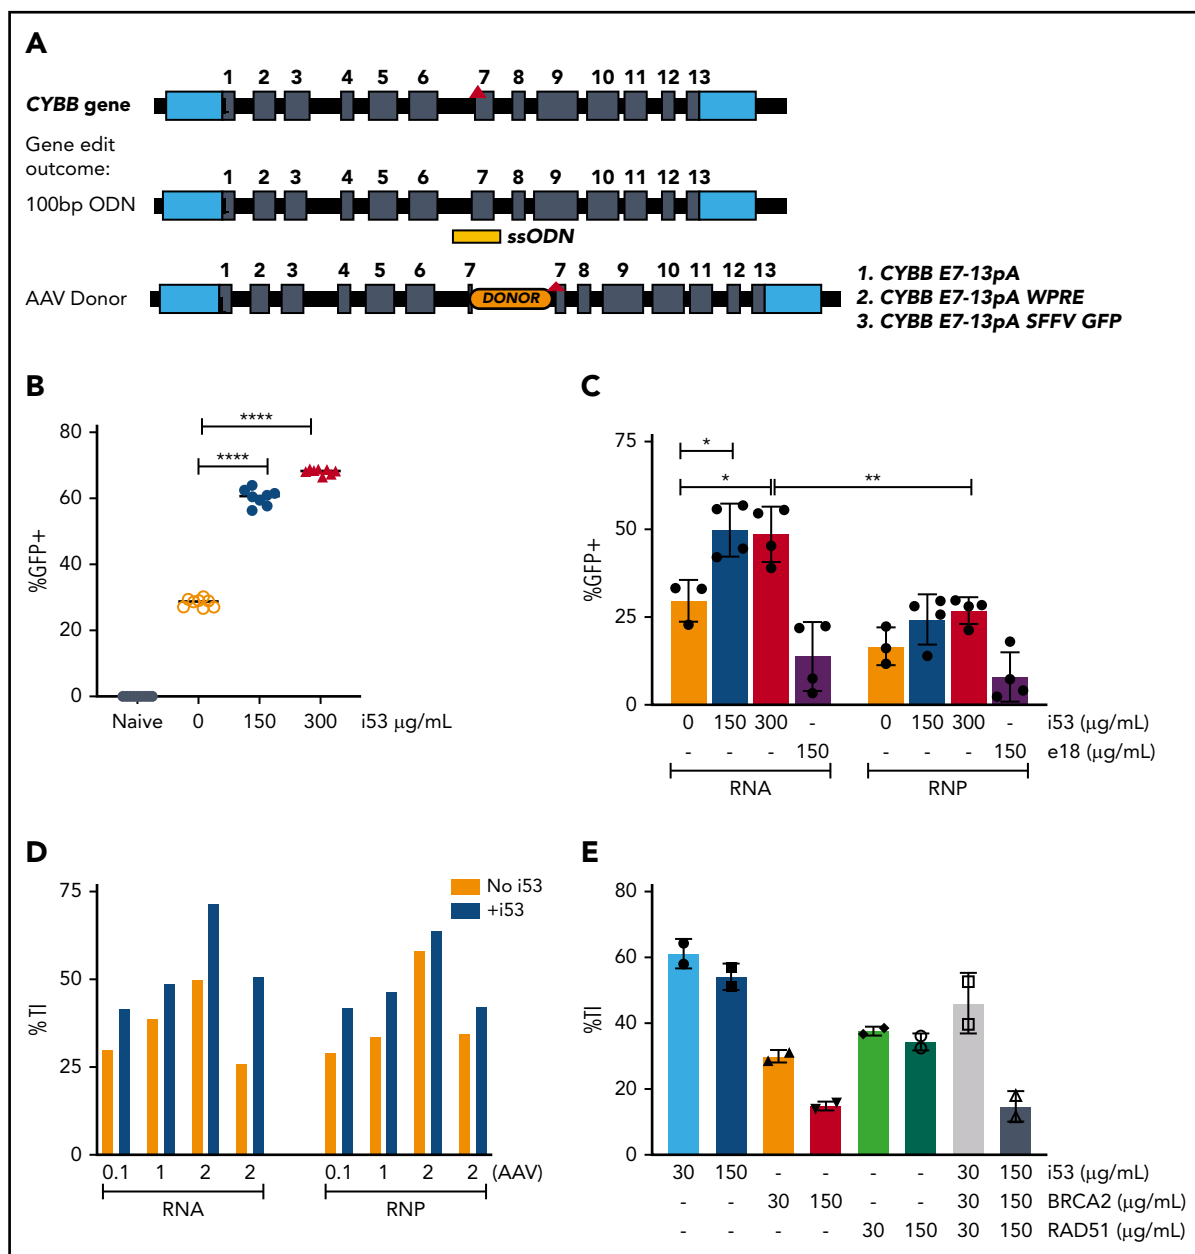 A
1 2 3 4 5 6 7 8 9 10 11 12 13
CYBB gene
Gene edit
outcome:
1 2 3 4 5 6 7 8 9 10 11 12 13
100bp ODN
ssODN
1 2 3 4 5 6 7 7 8 9 10 11 12 13
AAV Donor
DONOR
1. CYBB E7-13pA
2. CYBB E7-13pA WPRE
3. CYBB E7-13pA SFFV GFP
B
%GFP+
80
60
40
20
0
****
****
Naive 0 150 300 i53 μg/mL
C
%GFP+
75
50
25
0
*
*
**
0 150 300 - 0 150 300 - i53 (μg/mL)
- - - 150 - - - 150 e18 (μg/mL)
RNA RNP
D
%TI
75
50
25
0
No i53
+i53
0.1 1 2 2 0.1 1 2 2 (AAV)
RNA RNP
E
%TI
80
60
40
20
0
30 150 - - - - 30 150 i53 (μg/mL)
- - 30 150 - - 30 150 BRCA2 (μg/mL)
- - - - 30 150 30 150 RAD51 (μg/mL)